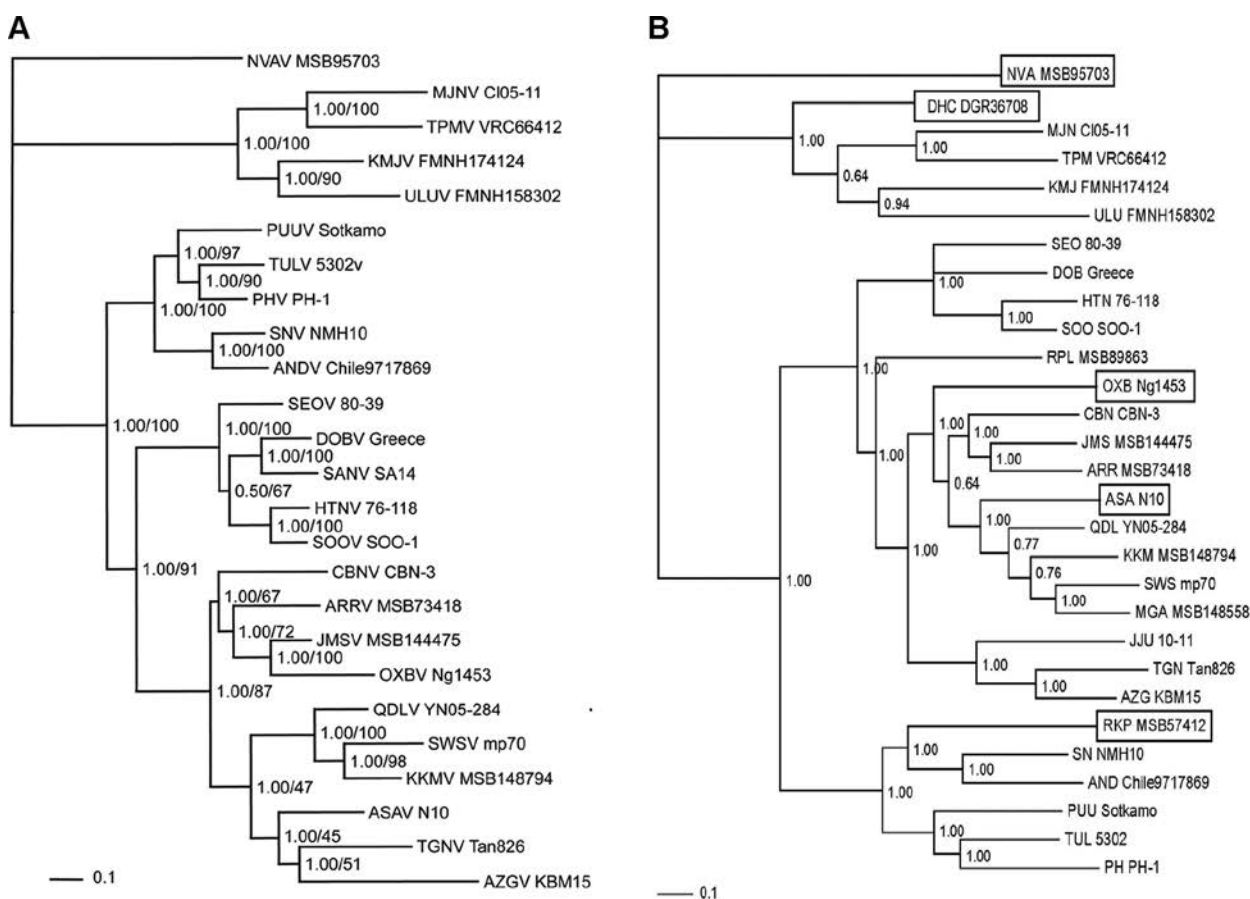 A
NVAV MSB95703
MJNV CI05-11
1.00/100
TPMV VRC66412
1.00/100
KMJV FMNH174124
1.00/90
ULUV FMNH158302
PUUV Sotkamo
1.00/97
TULV 5302v
1.00/90
PHV PH-1
1.00/100
SNV NMH10
1.00/100
ANDV Chile9717869
SEOV 80-39
1.00/100
1.00/100
DOBV Greece
1.00/100
SANV SA14
0.50/67
HTNV 76-118
1.00/100
SOOV SOO-1
1.00/91
CBNV CBN-3
1.00/67
ARRV MSB73418
1.00/72
JMSV MSB144475
1.00/100
OXBV Ng1453
1.00/87
QDLV YN05-284
1.00/100
SWSV mp70
1.00/98
KKMV MSB148794
1.00/47
ASAV N10
1.00/45
TGNV Tan826
1.00/51
AZGV KBM15
0.1
B
NVA MSB95703
DHC DGR36708
MJN CI05-11
1.00
1.00
TPM VRC66412
0.64
KMJ FMNH174124
0.94
ULU FMNH158302
SEO 80-39
DOB Greece
1.00
HTN 76-118
1.00
SOO SOO-1
RPL MSB89863
1.00
OXB Ng1453
CBN CBN-3
1.00
1.00
JMS MSB144475
1.00
1.00
ARR MSB73418
0.64
ASA N10
1.00
QDL YN05-284
1.00
0.77
KKM MSB148794
0.76
SWS mp70
1.00
1.00
MGA MSB148558
JJU 10-11
1.00
TGN Tan826
1.00
AZG KBM15
RKP MSB57412
1.00
SN NMH10
1.00
AND Chile9717869
1.00
PUU Sotkamo
1.00
TUL 5302
1.00
PH PH-1
0.1